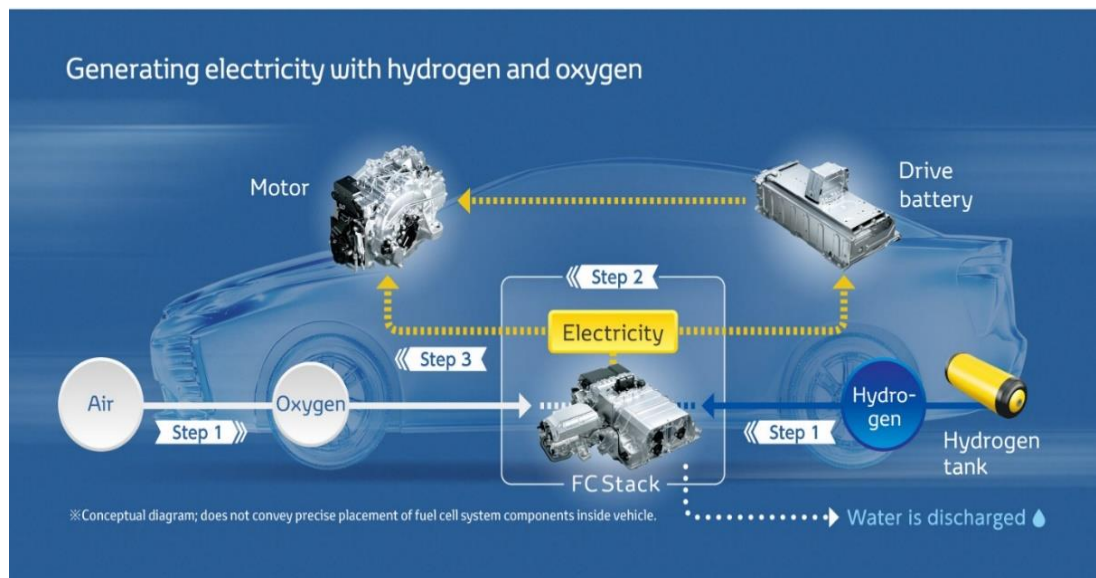 Generating electricity with hydrogen and oxygen
Motor
Drive
battery
Step 2
Electricity
Step 3
Air
Oxygen
Step 1
Step 1
Hydro-
gen
Hydrogen
tank
FC Stack
※Conceptual diagram; does not convey precise placement of fuel cell system components inside vehicle.
Water is discharged